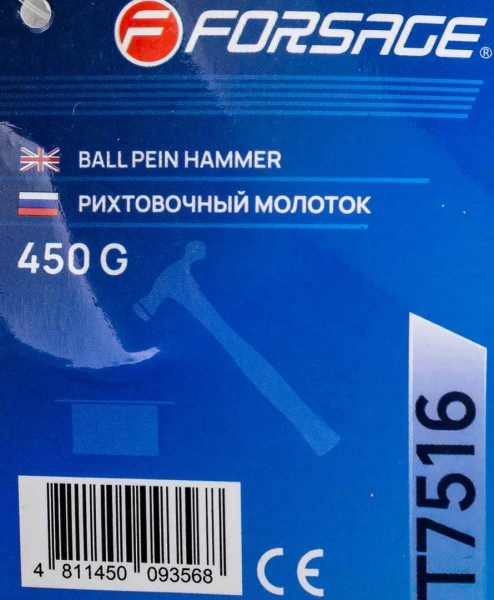 FORSAGE®
BALL PEIN HAMMER
РИХТОВОЧНЫЙ МОЛОТОК
450 G
T7516
4 811450 093568
CE